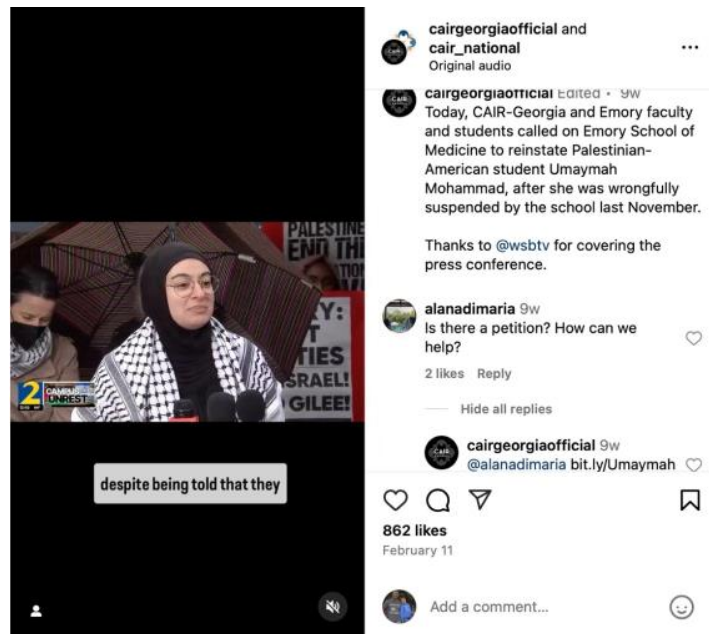 PALESTINE
END THE
Y:
T
TIES
SRAEL!
GILEE!
2
CAMPUS
UNREST
despite being told that they
cairgeorgiaofficial and
cair_national
Original audio
cairgeorgiaofficial Edited · 9w
Today, CAIR-Georgia and Emory faculty
and students called on Emory School of
Medicine to reinstate Palestinian-
American student Umaymah
Mohammad, after she was wrongfully
suspended by the school last November.
Thanks to @wsbtv for covering the
press conference.
alanadimaria 9w
Is there a petition? How can we
help?
2 likes Reply
Hide all replies
cairgeorgiaofficial 9w
@alanadimaria bit.ly/Umaymah
862 likes
February 11
Add a comment...